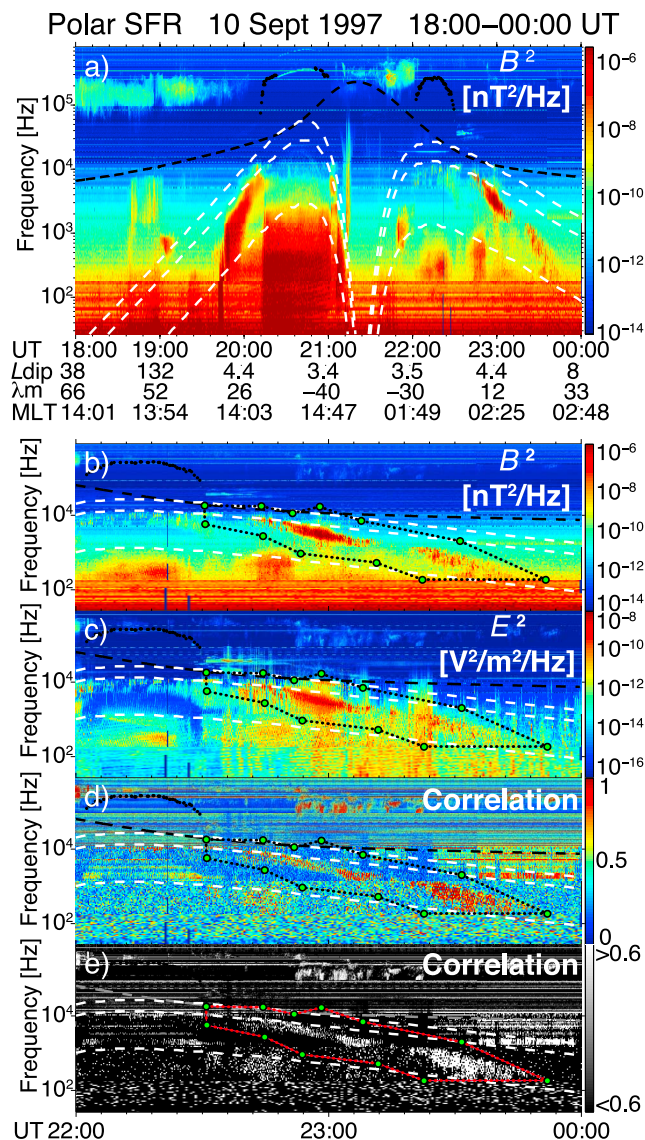 Polar SFR 10 Sept 1997 18:00–00:00 UT
a)
B²
[nT²/Hz]
Frequency [Hz]
10⁵
10⁴
10³
10²
10⁻⁶
10⁻⁸
10⁻¹⁰
10⁻¹²
10⁻¹⁴
UT 18:00 19:00 20:00 21:00 22:00 00:00
Ldip 38 132 4.4 3.4 3.5 4.4 8
λm 66 52 26 −40 −30 12 33
MLT 14:01 13:54 14:03 14:47 01:49 02:25 02:48
b)
B²
[nT²/Hz]
Frequency [Hz]
10⁴
10²
10⁻⁶
10⁻⁸
10⁻¹⁰
10⁻¹²
10⁻¹⁴
c)
E²
[V²/m²/Hz]
Frequency [Hz]
10⁴
10²
10⁻⁸
10⁻¹⁰
10⁻¹²
10⁻¹⁴
10⁻¹⁶
d)
Correlation
Frequency [Hz]
10⁴
10²
1
0.5
0
e)
Correlation
Frequency [Hz]
10⁴
10²
>0.6
<0.6
UT 22:00 23:00 00:00